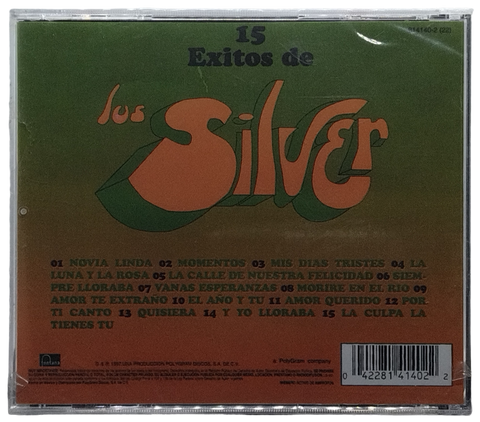 15
Exitos de
los Silver
814140-2 (22)
01 NOVIA LINDA 02 MOMENTOS 03 MIS DIAS TRISTES 04 LA
LUNA Y LA ROSA 05 LA CALLE DE NUESTRA FELICIDAD 06 SIEM-
PRE LLORABA 07 VANAS ESPERANZAS 08 MORIRE EN EL RIO 09
AMOR TE EXTRAÑO 10 EL AÑO Y TU 11 AMOR QUERIDO 12 POR
TI CANTO 13 QUISIERA 14 Y YO LLORABA 15 LA CULPA LA
TIENES TU
a PolyGram company
0 42281 41402 2